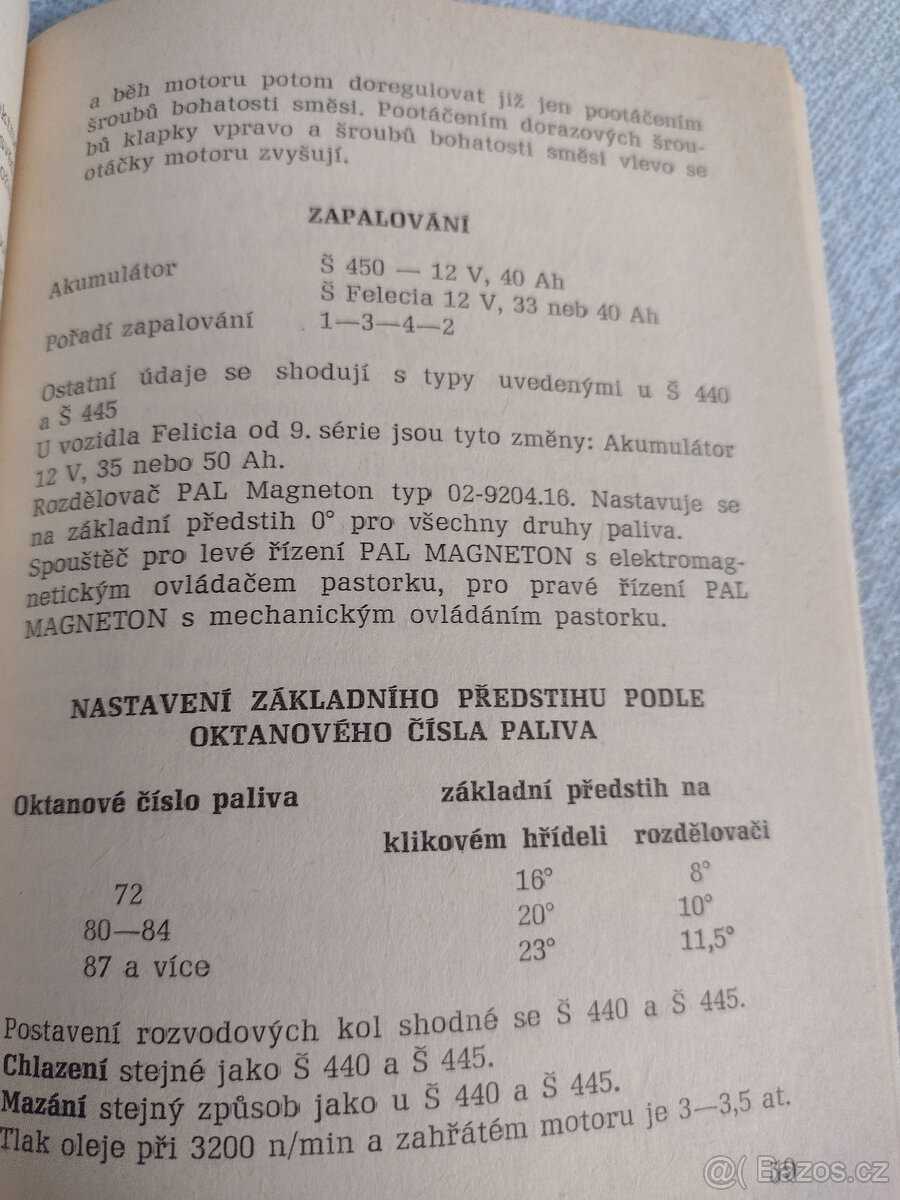 a běh motoru potom doregulovat již jen pootáčením
šroubů bohatosti směsi. Pootáčením dorazových šrou-
bů klapky vpravo a šroubů bohatosti směsi vlevo se
otáčky motoru zvyšují.
ZAPALOVÁNÍ
Akumulátor Š 450 — 12 V, 40 Ah
Š Felecia 12 V, 33 neb 40 Ah
Pořadí zapalování 1—3—4—2
Ostatní údaje se shodují s typy uvedenými u Š 440
a Š 445
U vozidla Felicia od 9. série jsou tyto změny: Akumulátor
12 V, 35 nebo 50 Ah.
Rozdělovač PAL Magneton typ 02-9204.16. Nastavuje se
na základní předstih 0° pro všechny druhy paliva.
Spouštěč pro levé řízení PAL MAGNETON s elektromag-
netickým ovládačem pastorku, pro pravé řízení PAL
MAGNETON s mechanickým ovládáním pastorku.
NASTAVENÍ ZÁKLADNÍHO PŘEDSTIHU PODLE
OKTANOVÉHO ČÍSLA PALIVA
Oktanové číslo paliva základní předstih na
klikovém hřídeli rozdělovači
72 16° 8°
80—84 20° 10°
87 a více 23° 11,5°
Postavení rozvodových kol shodné se Š 440 a Š 445.
Chlazení stejné jako Š 440 a Š 445.
Mazání stejný způsob jako u Š 440 a Š 445.
Tlak oleje při 3200 n/min a zahřátém motoru je 3—3,5 at.
Bazos.cz